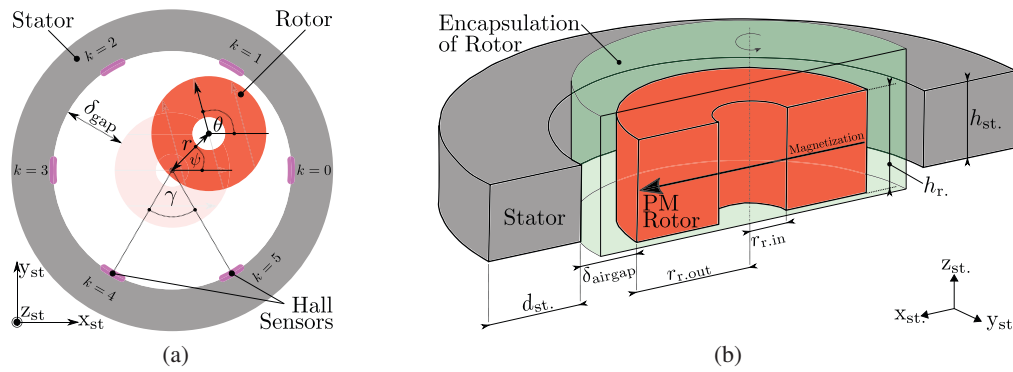 Stator
Rotor
k = 2
k = 1
δgap
θ
r
ψ
k = 3
k = 0
γ
k = 4
k = 5
yst
zst
xst
Hall
Sensors
(a)
Encapsulation
of Rotor
hst.
Magnetization
hr.
PM
Rotor
Stator
rr.in
δairgap
rr.out
dst.
zst.
xst.
yst.
(b)